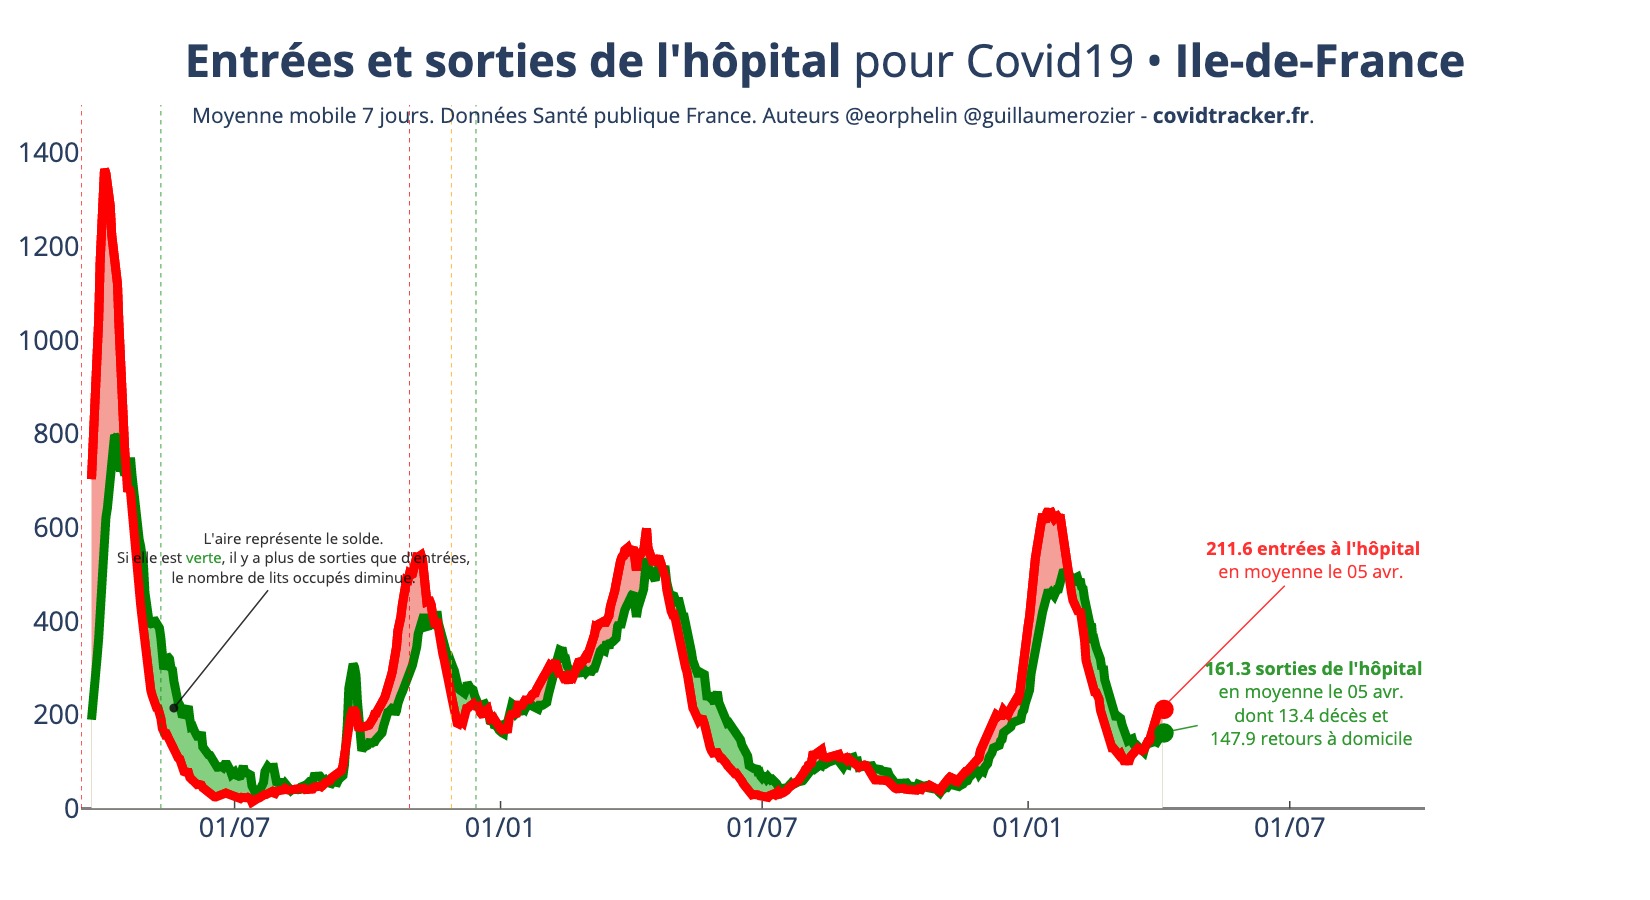 Entrées et sorties de l'hôpital pour Covid19 • Ile-de-France
Moyenne mobile 7 jours. Données Santé publique France. Auteurs @eorphelin @guillaumerozier - covidtracker.fr.
1400
1200
1000
800
600
400
200
0
L'aire représente le solde.
Si elle est verte, il y a plus de sorties que d'entrées,
le nombre de lits occupés diminue.
211.6 entrées à l'hôpital
en moyenne le 05 avr.
161.3 sorties de l'hôpital
en moyenne le 05 avr.
dont 13.4 décès et
147.9 retours à domicile
01/07
01/01
01/07
01/01
01/07